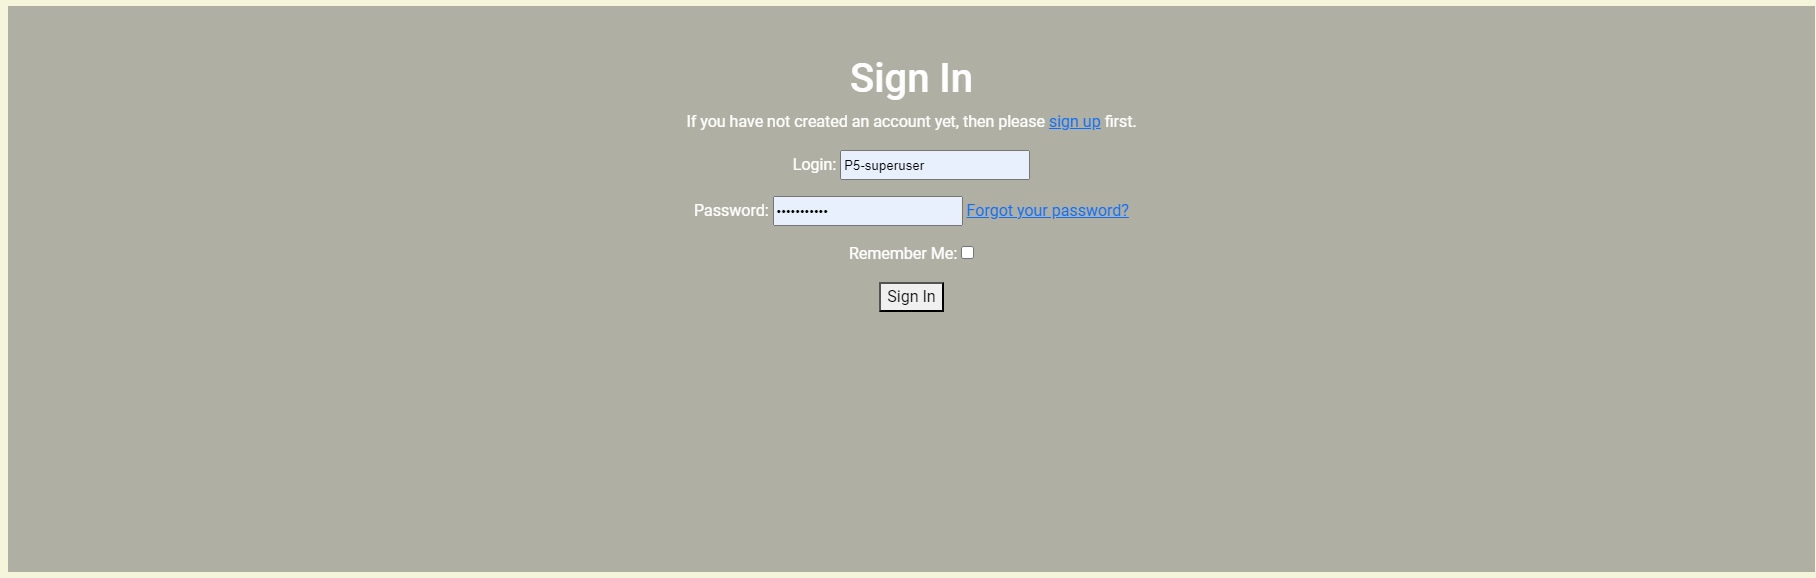 Sign In
If you have not created an account yet, then please sign up first.
Login: P5-superuser
Password: ••••••••••• Forgot your password?
Remember Me:
Sign In